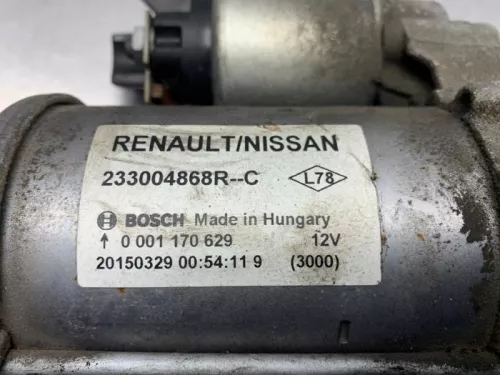 RENAULT/NISSAN
233004868R--C L78
BOSCH Made in Hungary
↑ 0 001 170 629 12V
20150329 00:54:11 9 (3000)